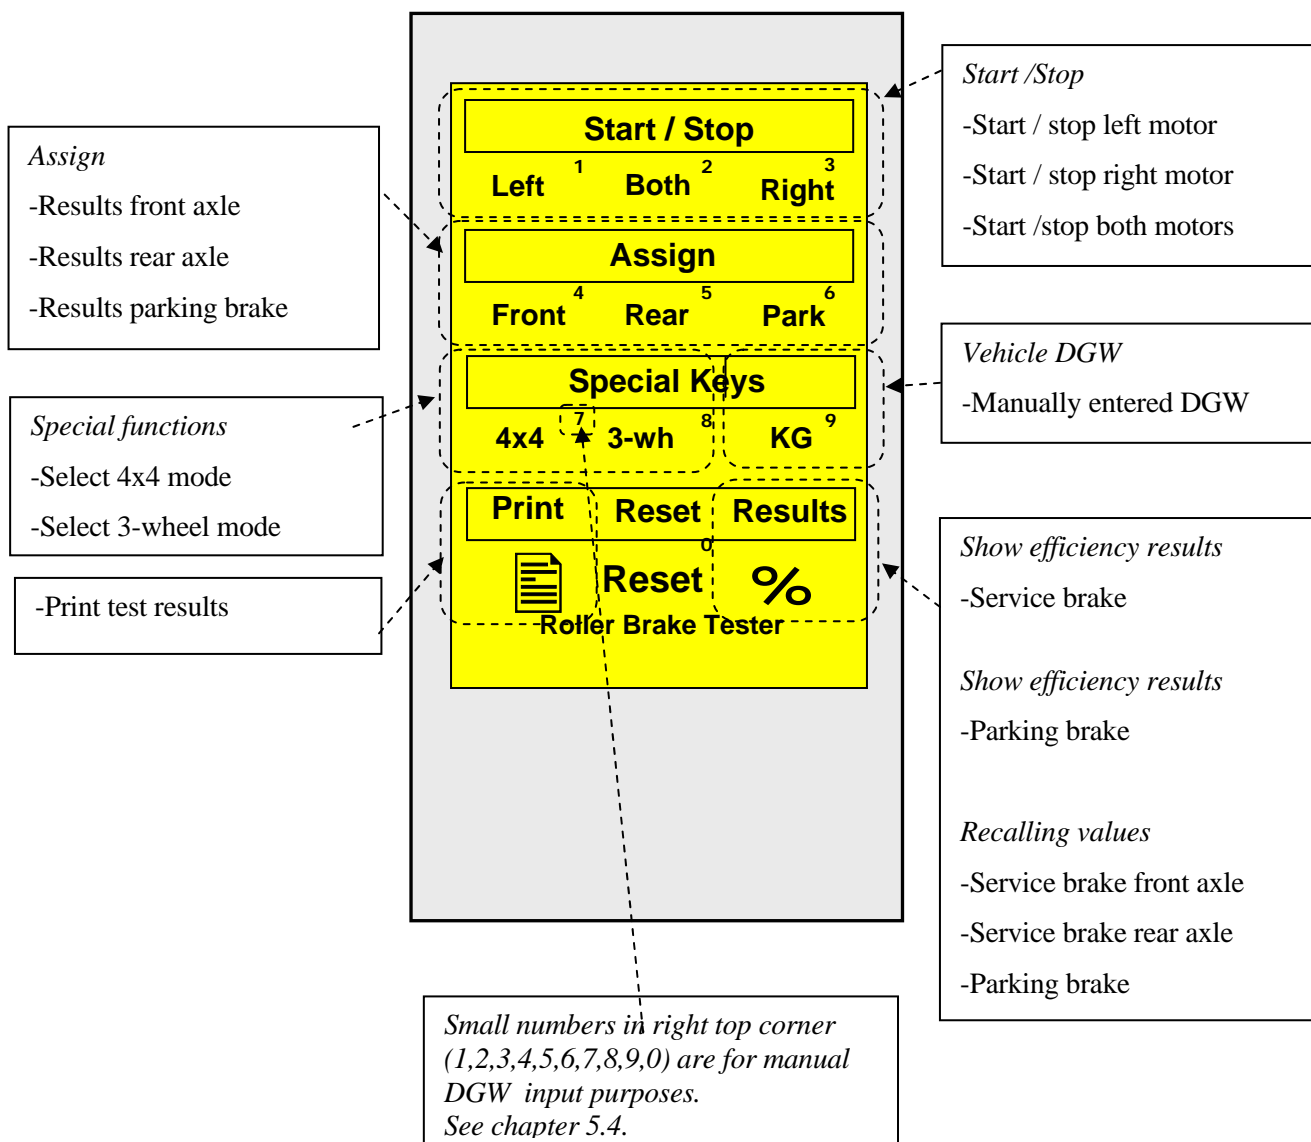 Start / Stop
Left 1 Both 2 Right 3
Assign
Front 4 Rear 5 Park 6
Special Keys
4x4 7 3-wh 8 KG 9
Print Reset Results
0
Reset %
Roller Brake Tester
Assign
-Results front axle
-Results rear axle
-Results parking brake
Special functions
-Select 4x4 mode
-Select 3-wheel mode
-Print test results
Start /Stop
-Start / stop left motor
-Start / stop right motor
-Start /stop both motors
Vehicle DGW
-Manually entered DGW
Show efficiency results
-Service brake
Show efficiency results
-Parking brake
Recalling values
-Service brake front axle
-Service brake rear axle
-Parking brake
Small numbers in right top corner
(1,2,3,4,5,6,7,8,9,0) are for manual
DGW input purposes.
See chapter 5.4.